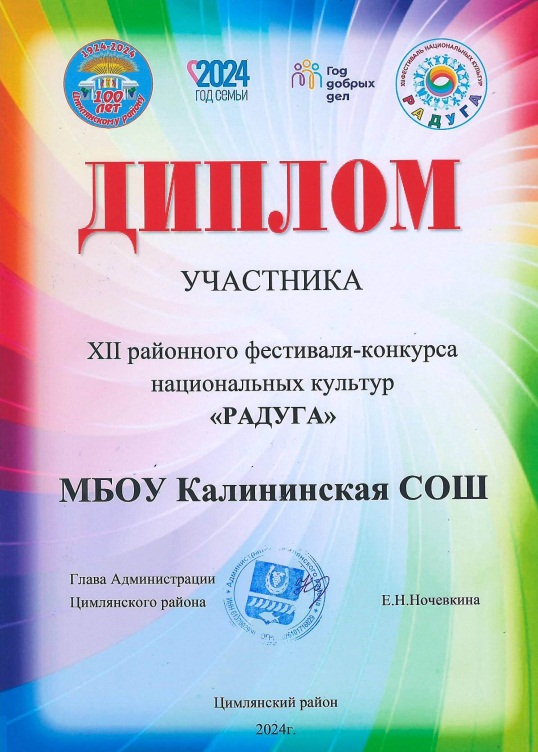 1924-2024
100
ЛЕТ
Цимлянскому району
2024
ГОД СЕМЬИ
Год
добрых
дел
ФЕСТИВАЛЬ НАЦИОНАЛЬНЫХ КУЛЬТУР
РАДУГА
ДИПЛОМ
УЧАСТНИКА
XII районного фестиваля-конкурса
национальных культур
«РАДУГА»
МБОУ Калининская СОШ
Глава Администрации
Цимлянского района
Е.Н.Ночевкина
Цимлянский район
2024г.